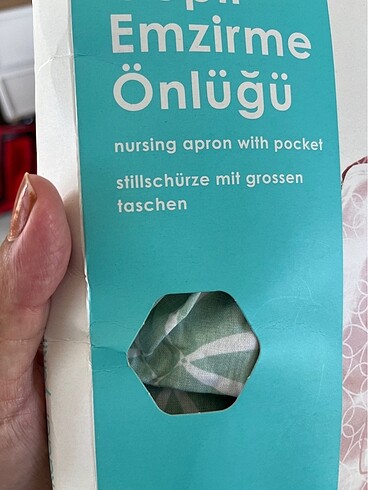 Emzirme
Önlüğü
nursing apron with pocket
stillschürze mit grossen
taschen